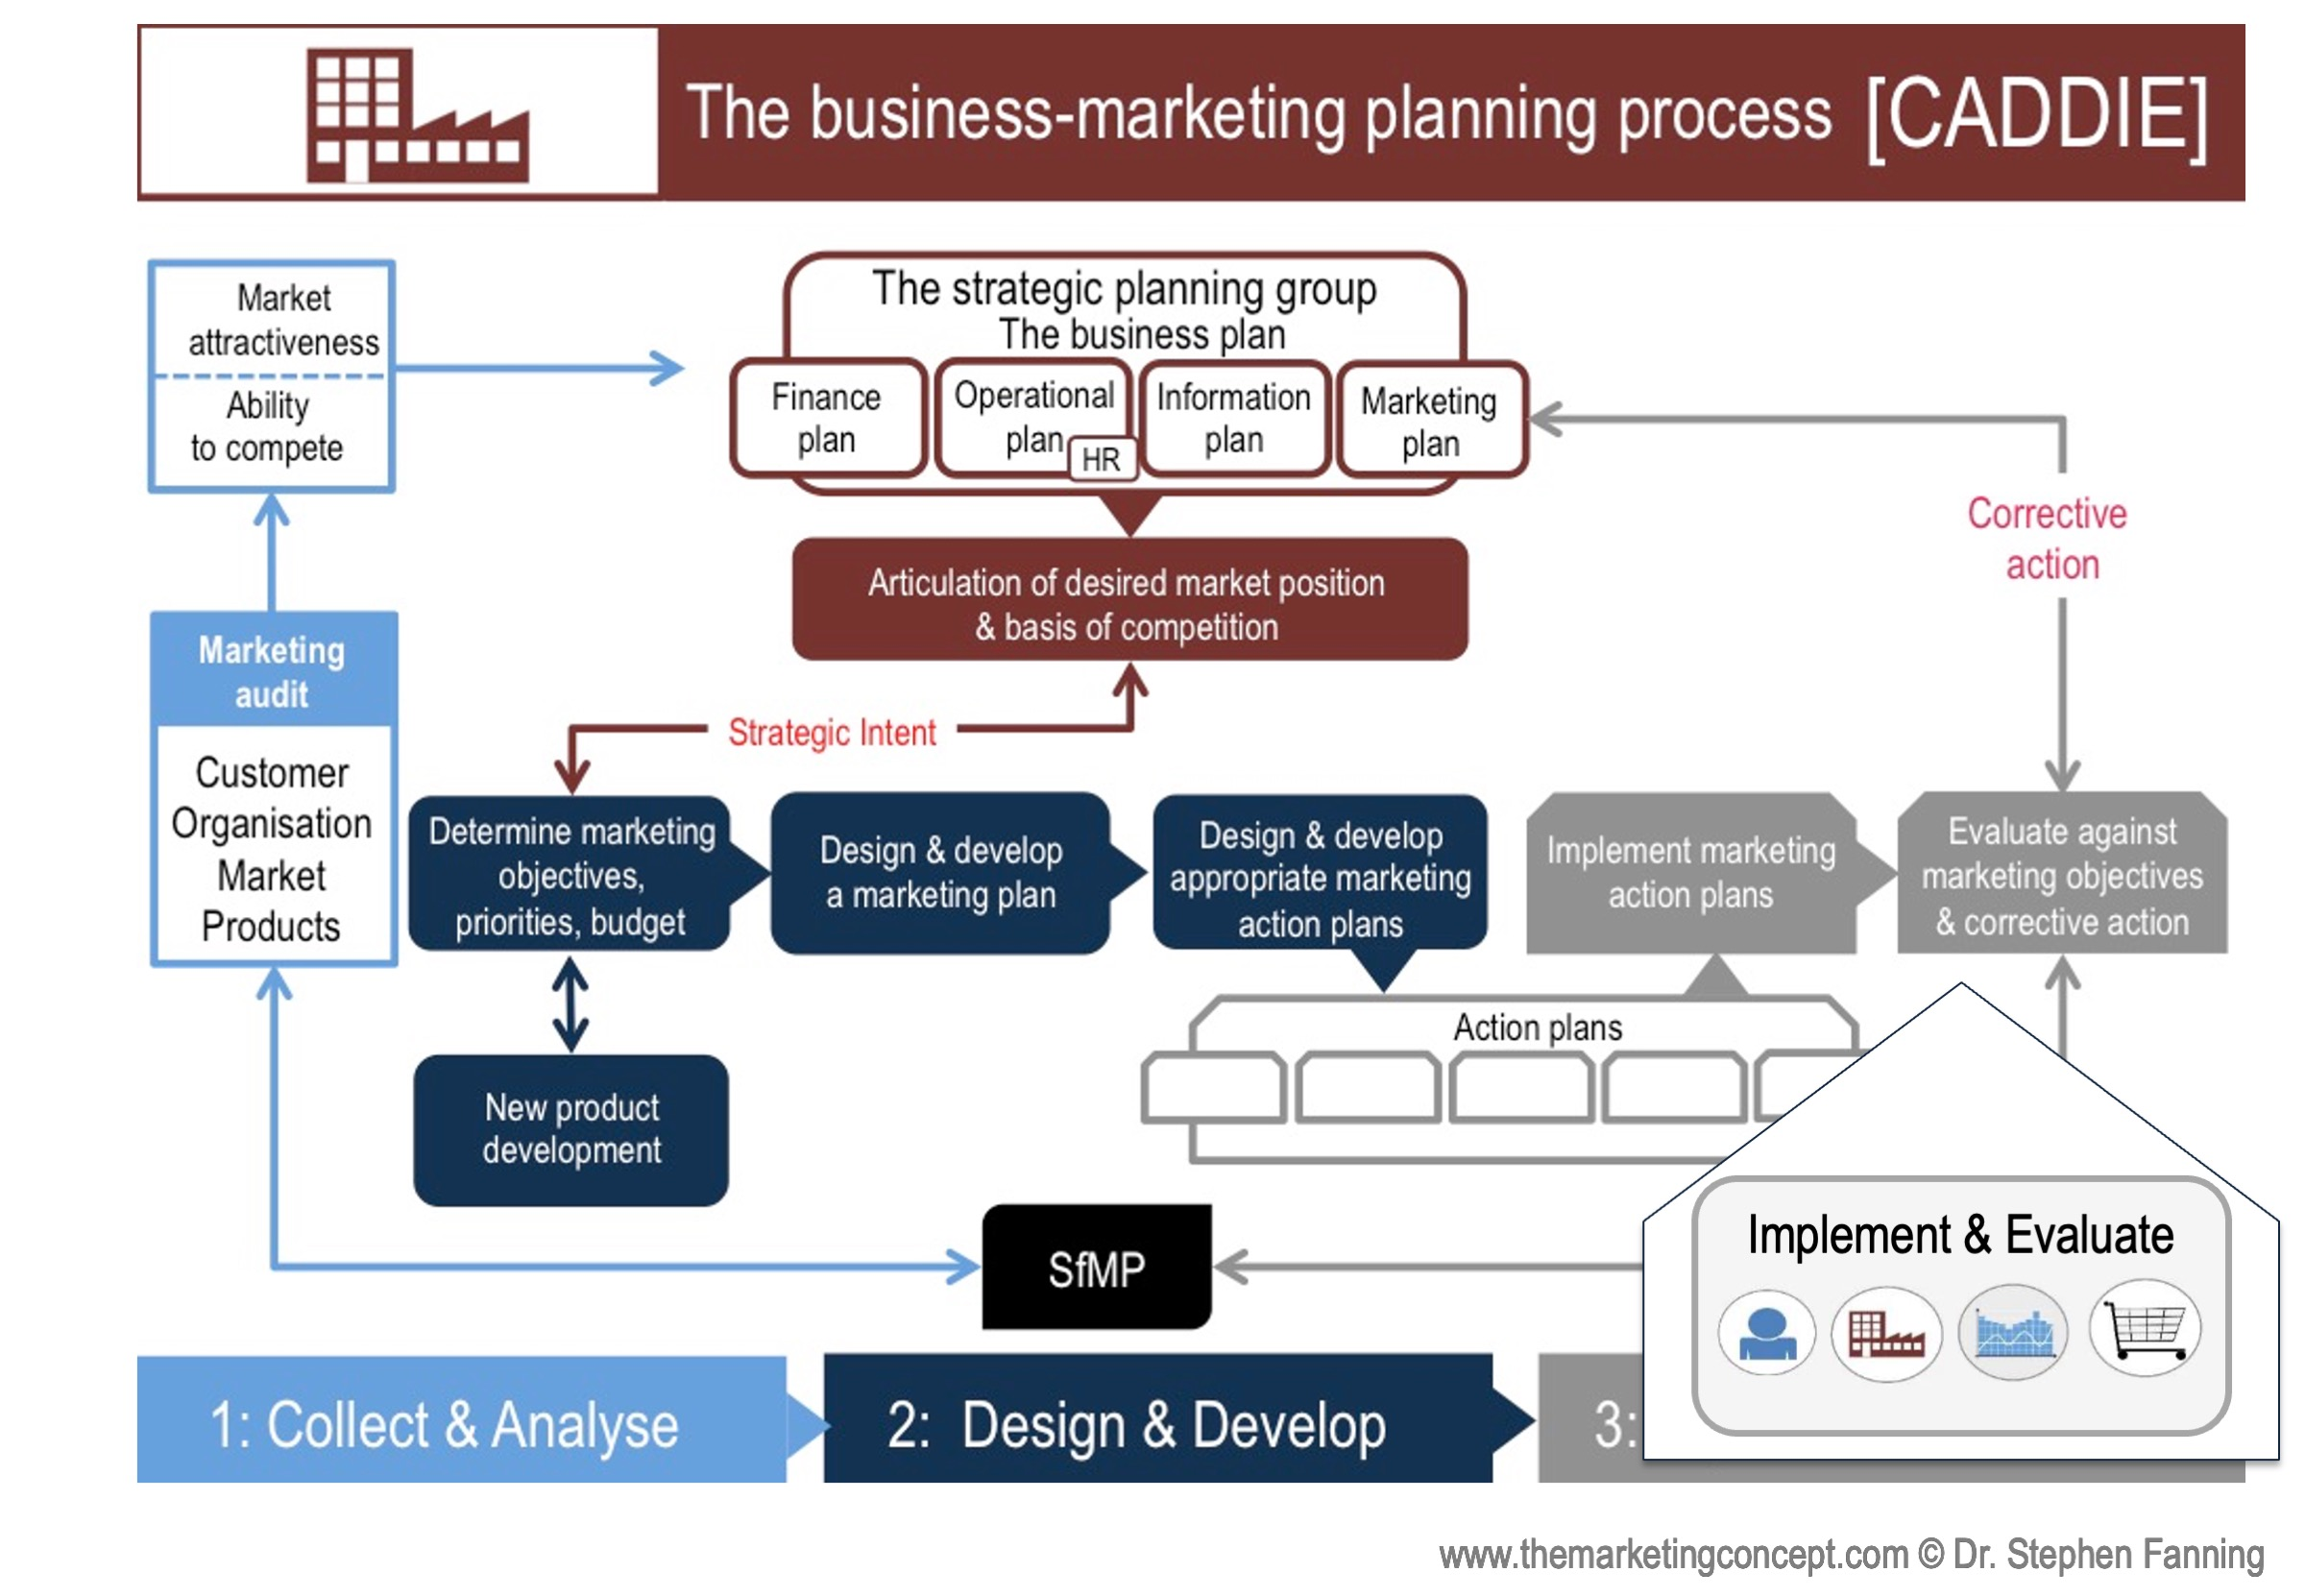 The business-marketing planning process [CADDIE]
Market
attractiveness
Ability
to compete
The strategic planning group
The business plan
Finance
plan
Operational
plan
HR
Information
plan
Marketing
plan
Corrective
action
Articulation of desired market position
& basis of competition
Marketing
audit
Customer
Organisation
Market
Products
Strategic Intent
Determine marketing
objectives,
priorities, budget
Design & develop
a marketing plan
Design & develop
appropriate marketing
action plans
Implement marketing
action plans
Evaluate against
marketing objectives
& corrective action
New product
development
Action plans
SfMP
Implement & Evaluate
1: Collect & Analyse
2: Design & Develop
3:
www.themarketingconcept.com © Dr. Stephen Fanning